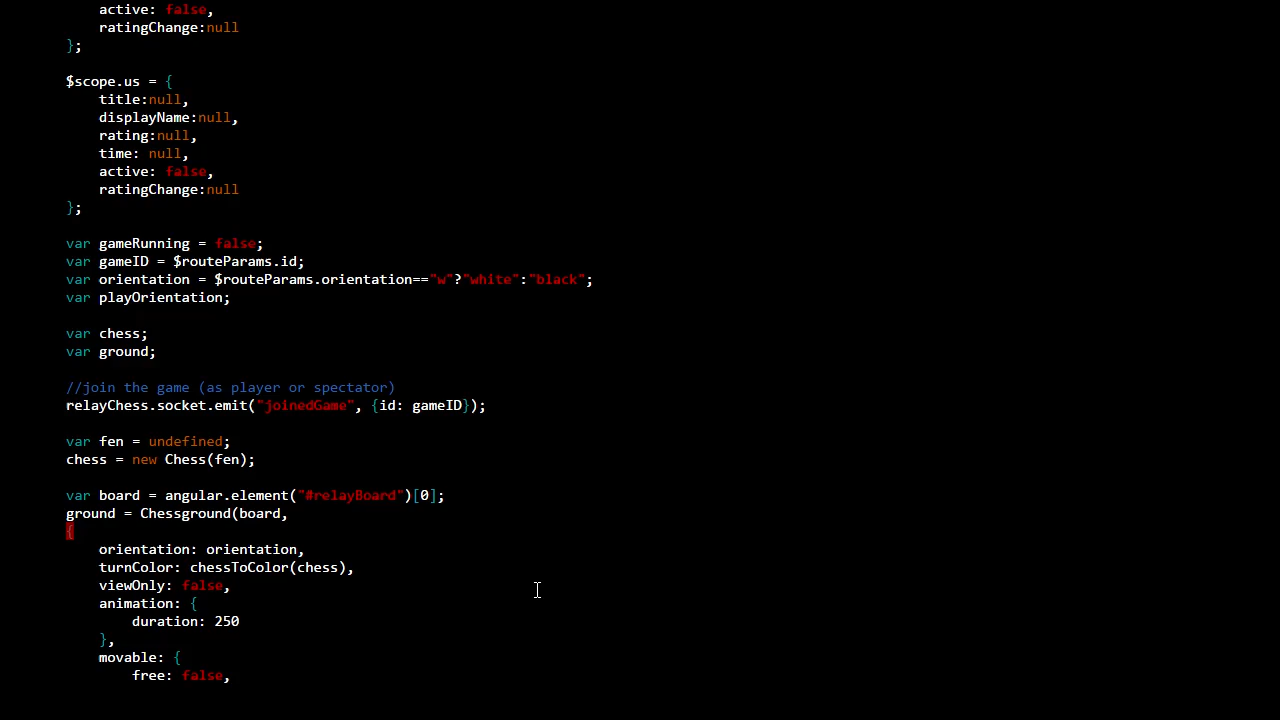 active: false,
ratingChange:null
};
$scope.us = {
title:null,
displayName:null,
rating:null,
time: null,
active: false,
ratingChange:null
};
var gameRunning = false;
var gameID = $routeParams.id;
var orientation = $routeParams.orientation=="w"?"white":"black";
var playOrientation;
var chess;
var ground;
//join the game (as player or spectator)
relayChess.socket.emit("joinedGame", {id: gameID});
var fen = undefined;
chess = new Chess(fen);
var board = angular.element("#relayBoard")[0];
ground = Chessground(board,
{
orientation: orientation,
turnColor: chessToColor(chess),
viewOnly: false,
animation: {
duration: 250
},
movable: {
free: false,